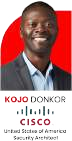 KOJO DONKOR
CISCO
United States of America
Security Architect